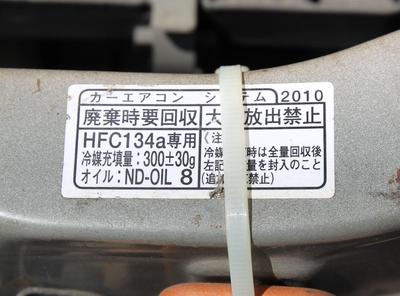 カーエアコン システム 2010
廃棄時要回収 大 放出禁止
HFC134a専用 (注
冷媒充填量：300±30g 冷媒 時は全量回収後
オイル：ND-OIL 8 左記 量を封入のこと
(追 禁止)